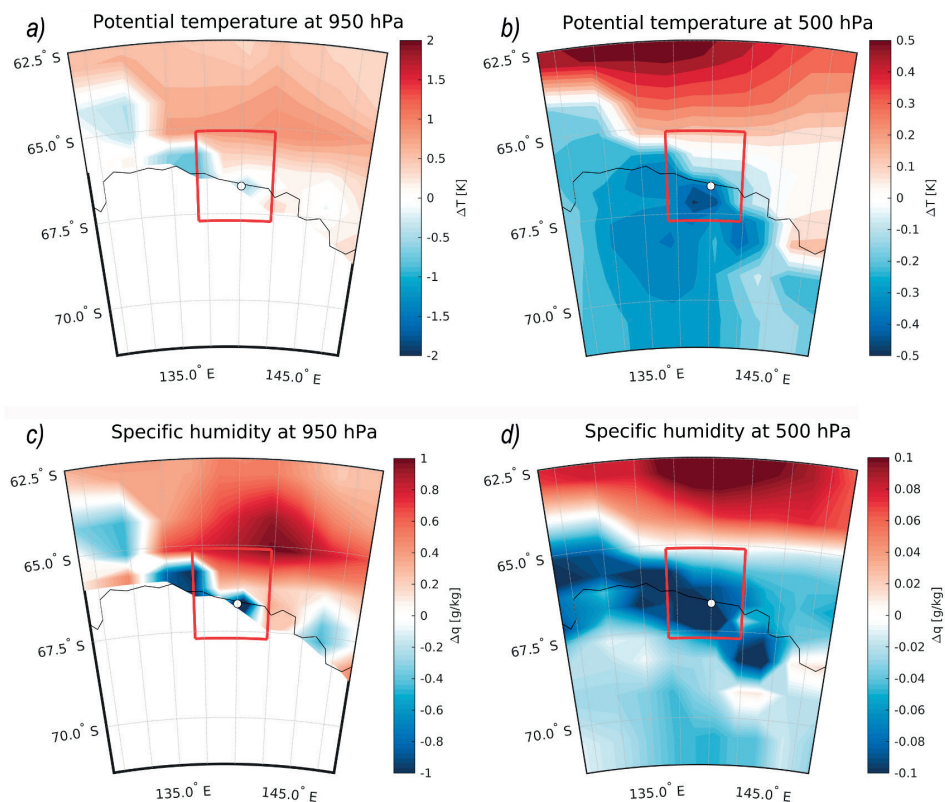 a)
Potential temperature at 950 hPa
62.5° S
65.0° S
67.5° S
70.0° S
135.0° E
145.0° E
2
1.5
1
0.5
0
-0.5
-1
-1.5
-2
ΔT [K]
b)
Potential temperature at 500 hPa
62.5° S
65.0° S
67.5° S
70.0° S
135.0° E
145.0° E
0.5
0.4
0.3
0.2
0.1
0
-0.1
-0.2
-0.3
-0.4
-0.5
ΔT [K]
c)
Specific humidity at 950 hPa
62.5° S
65.0° S
67.5° S
70.0° S
135.0° E
145.0° E
1
0.8
0.6
0.4
0.2
0
-0.2
-0.4
-0.6
-0.8
-1
Δq [g/kg]
d)
Specific humidity at 500 hPa
62.5° S
65.0° S
67.5° S
70.0° S
135.0° E
145.0° E
0.1
0.08
0.06
0.04
0.02
0
-0.02
-0.04
-0.06
-0.08
-0.1
Δq [g/kg]